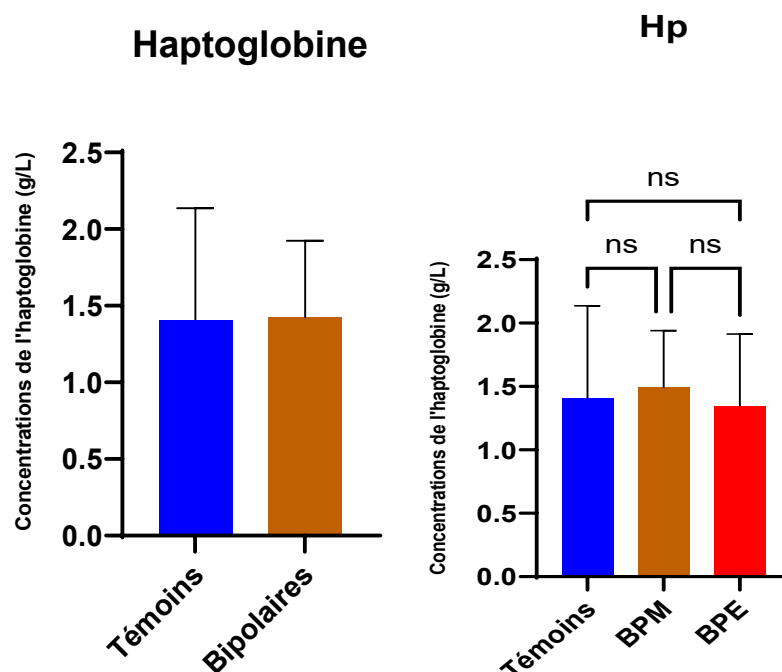 Haptoglobine
Concentrations de l'haptoglobine (g/L)
2.5
2.0
1.5
1.0
0.5
0.0
Témoins
Bipolaires
Hp
ns
ns
ns
Concentrations de l'haptoglobine (g/L)
2.5
2.0
1.5
1.0
0.5
0.0
Témoins
BPM
BPE